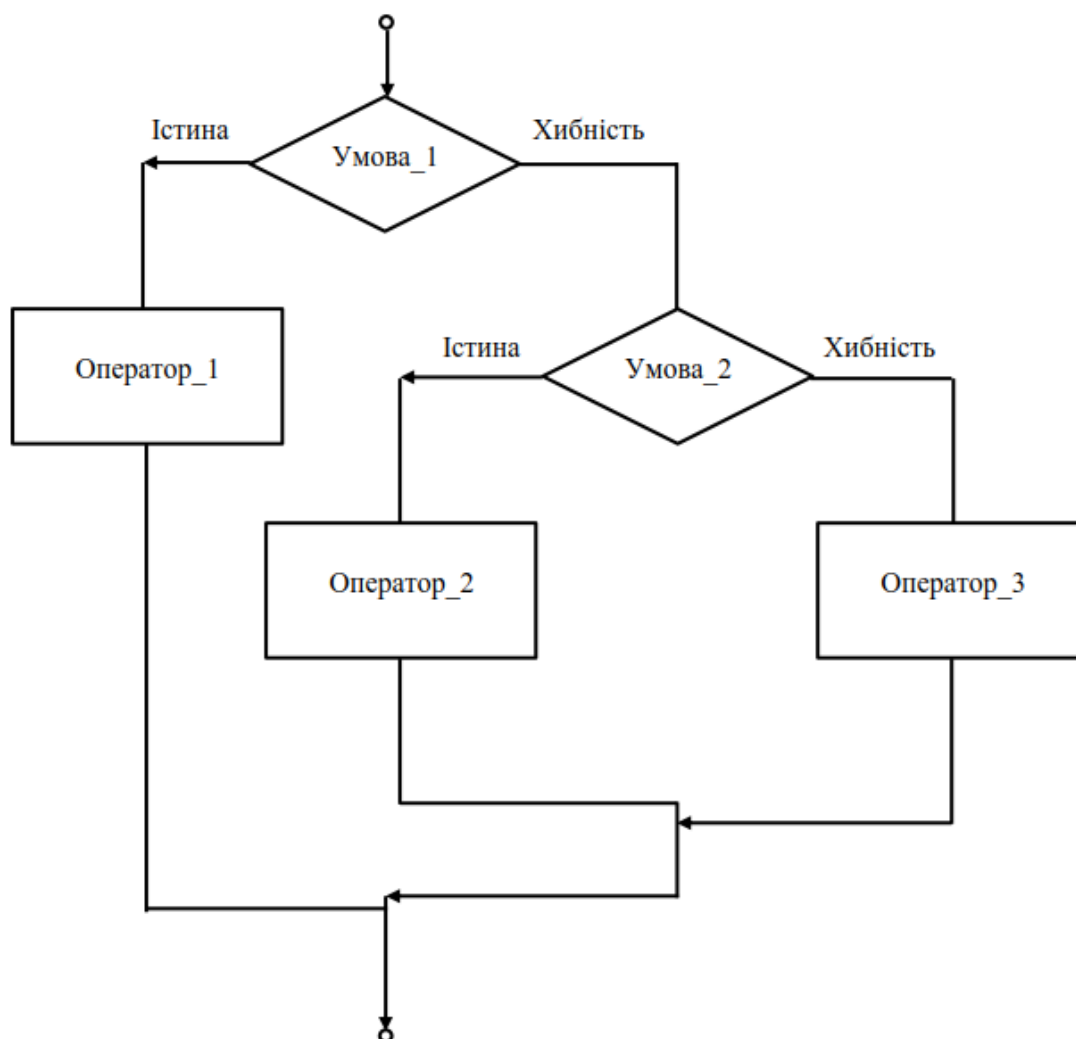 Істина
Хибність
Умова_1
Істина
Хибність
Оператор_1
Умова_2
Оператор_2
Оператор_3